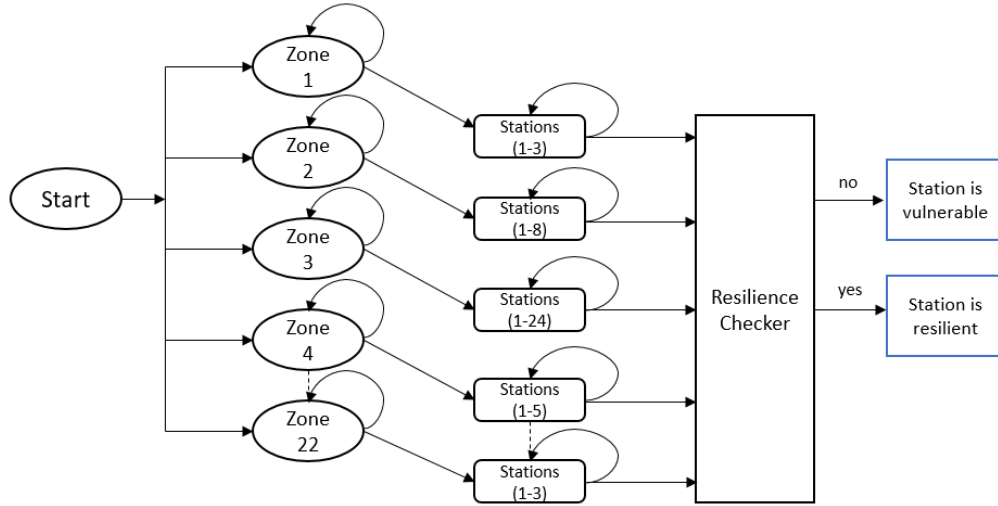 Start
Zone
1
Zone
2
Zone
3
Zone
4
Zone
22
Stations
(1-3)
Stations
(1-8)
Stations
(1-24)
Stations
(1-5)
Stations
(1-3)
Resilience
Checker
no
yes
Station is
vulnerable
Station is
resilient